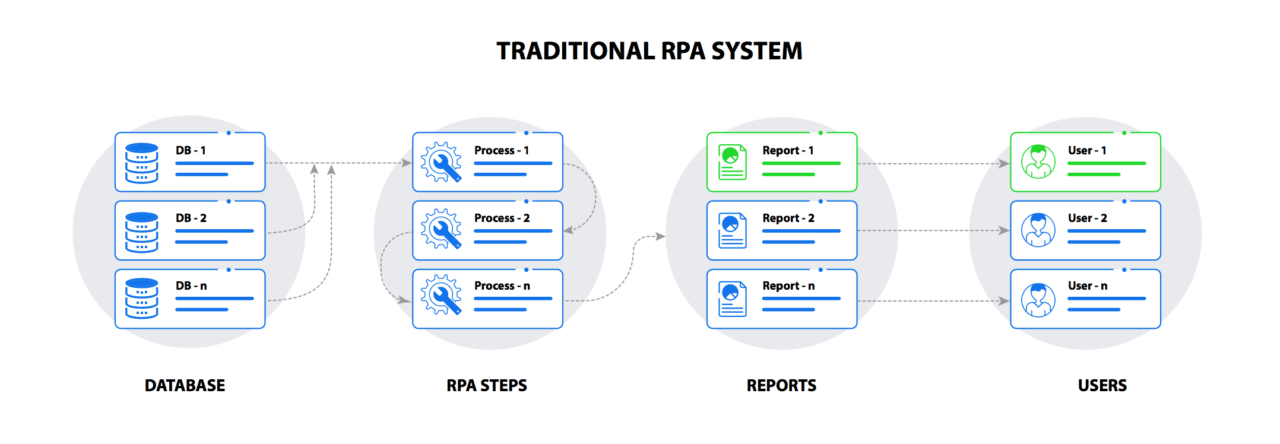 TRADITIONAL RPA SYSTEM
DB - 1
DB - 2
DB - n
DATABASE
Process - 1
Process - 2
Process - n
RPA STEPS
Report - 1
Report - 2
Report - n
REPORTS
User - 1
User - 2
User - n
USERS